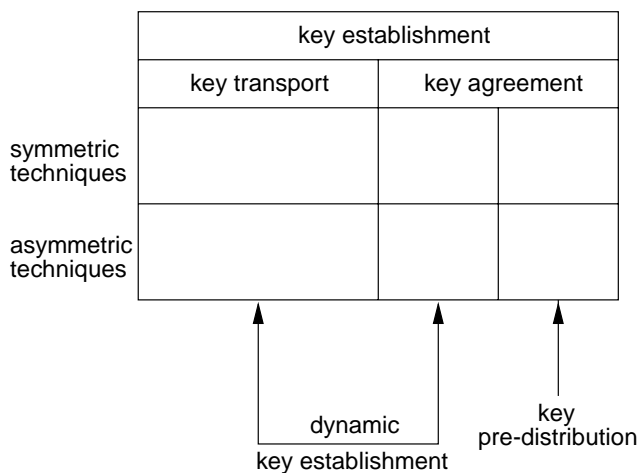 key establishment
key transport
key agreement
symmetric
techniques
asymmetric
techniques
dynamic
key establishment
key
pre-distribution